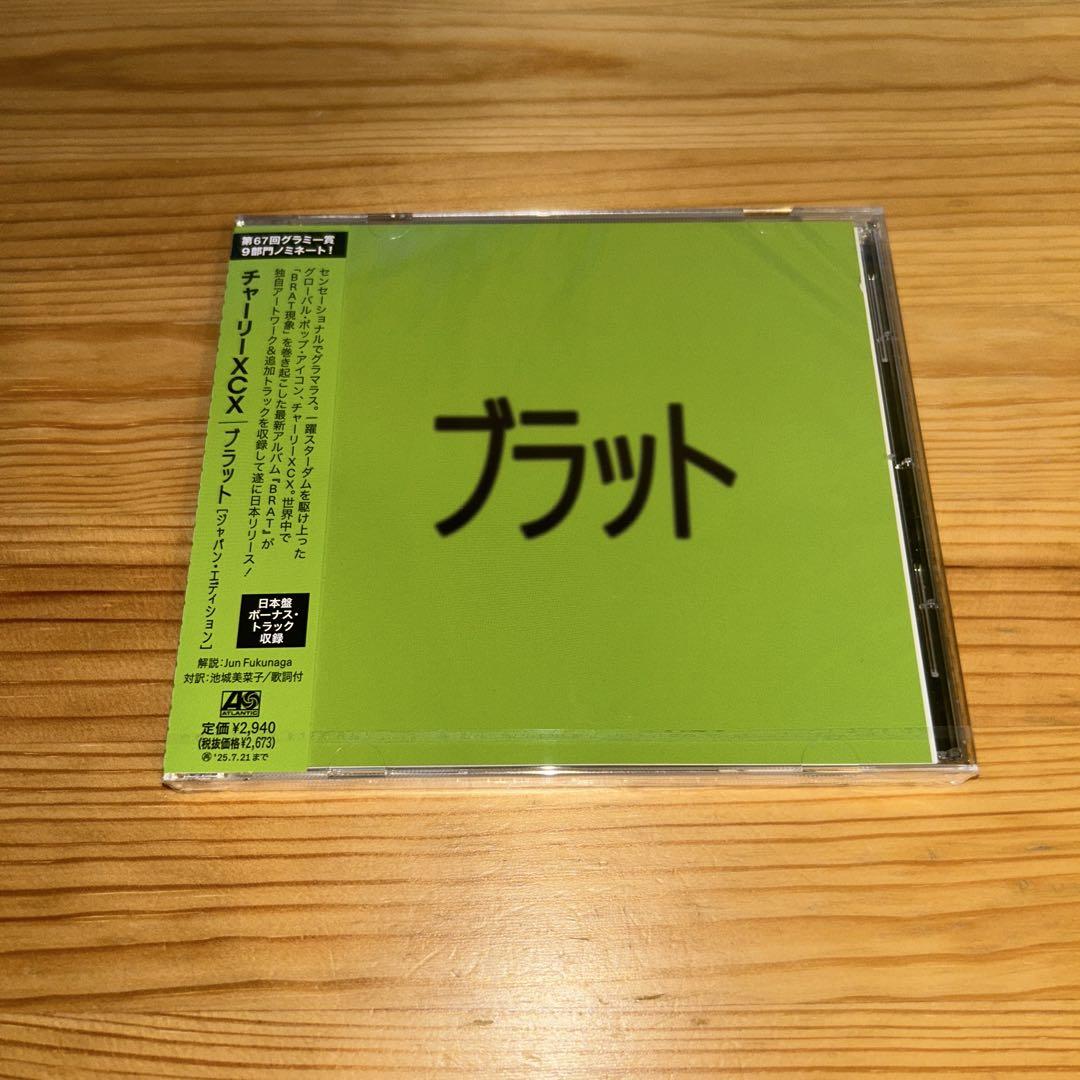 第67回グラミー賞
9部門ノミネート!
センセーショナルでグラマラス。一躍スターダムを駆け上った
グローバル・ポップ・アイコン、チャーリーXCX。世界中で
「BRAT現象」を巻き起こした最新アルバム『BRAT』が
独自アートワーク&追加トラックを収録して遂に日本リリース!
チャーリーXCX|ブラット[ジャパン・エディション]
日本盤
ボーナス・
トラック
収録
解説:Jun Fukunaga
対訳:池城美菜子/歌詞付
ATLANTIC
定価 ¥2,940
(税抜価格¥2,673)
㋐'25.7.21まで
ブラット